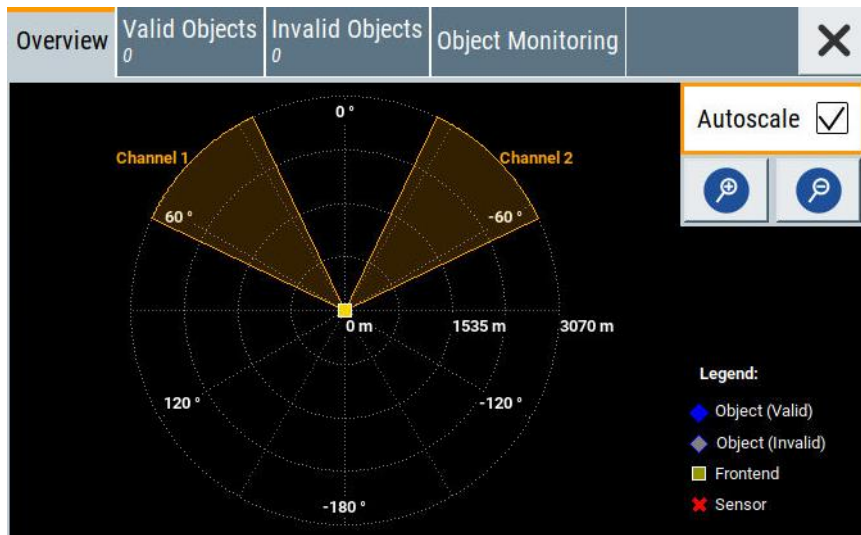 Overview
Valid Objects
0
Invalid Objects
0
Object Monitoring
Autoscale
0 °
Channel 1
Channel 2
60 °
-60 °
0 m
1535 m
3070 m
120 °
-120 °
-180 °
Legend:
Object (Valid)
Object (Invalid)
Frontend
Sensor